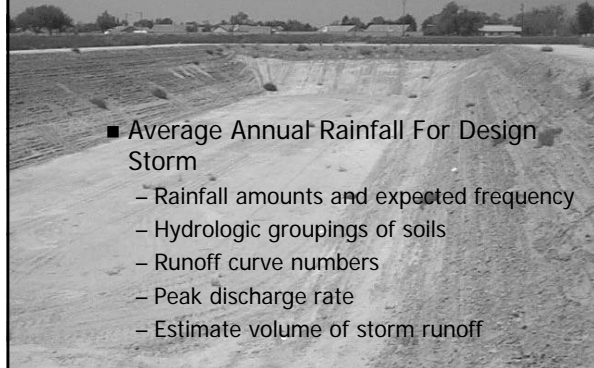 ■ Average Annual Rainfall For Design
Storm
– Rainfall amounts and expected frequency
– Hydrologic groupings of soils
– Runoff curve numbers
– Peak discharge rate
– Estimate volume of storm runoff